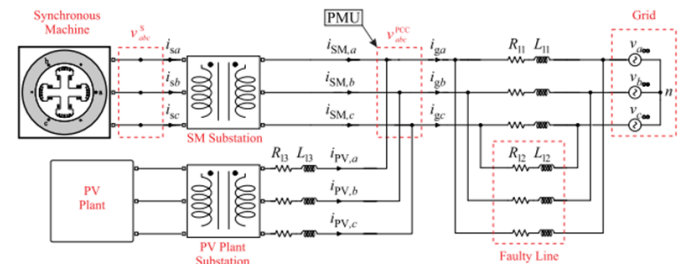 Synchronous
Machine
v^S_abc
i_sa
i_sb
i_sc
SM Substation
i_SM,a
i_SM,b
i_SM,c
PMU
v^PCC_abc
i_ga
i_gb
i_gc
R_l1 L_l1
Grid
v_a∞
v_b∞
v_c∞
n
R_l2 L_l2
Faulty Line
PV
Plant
PV Plant
Substation
R_l3 L_l3
i_PV,a
i_PV,b
i_PV,c